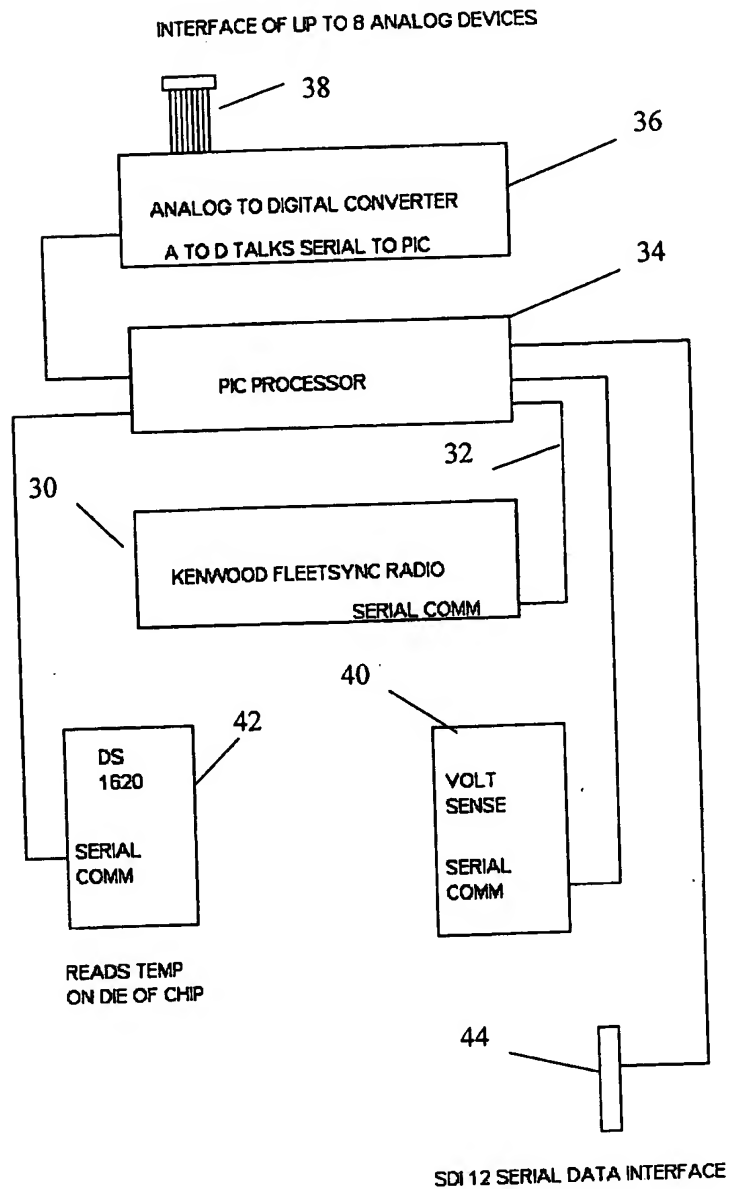 INTERFACE OF UP TO 8 ANALOG DEVICES
38
36
ANALOG TO DIGITAL CONVERTER
A TO D TALKS SERIAL TO PIC
34
PIC PROCESSOR
32
30
KENWOOD FLEETSYNC RADIO
SERIAL COMM
40
42
DS
1620
SERIAL
COMM
VOLT
SENSE
SERIAL
COMM
READS TEMP
ON DIE OF CHIP
44
SDI 12 SERIAL DATA INTERFACE